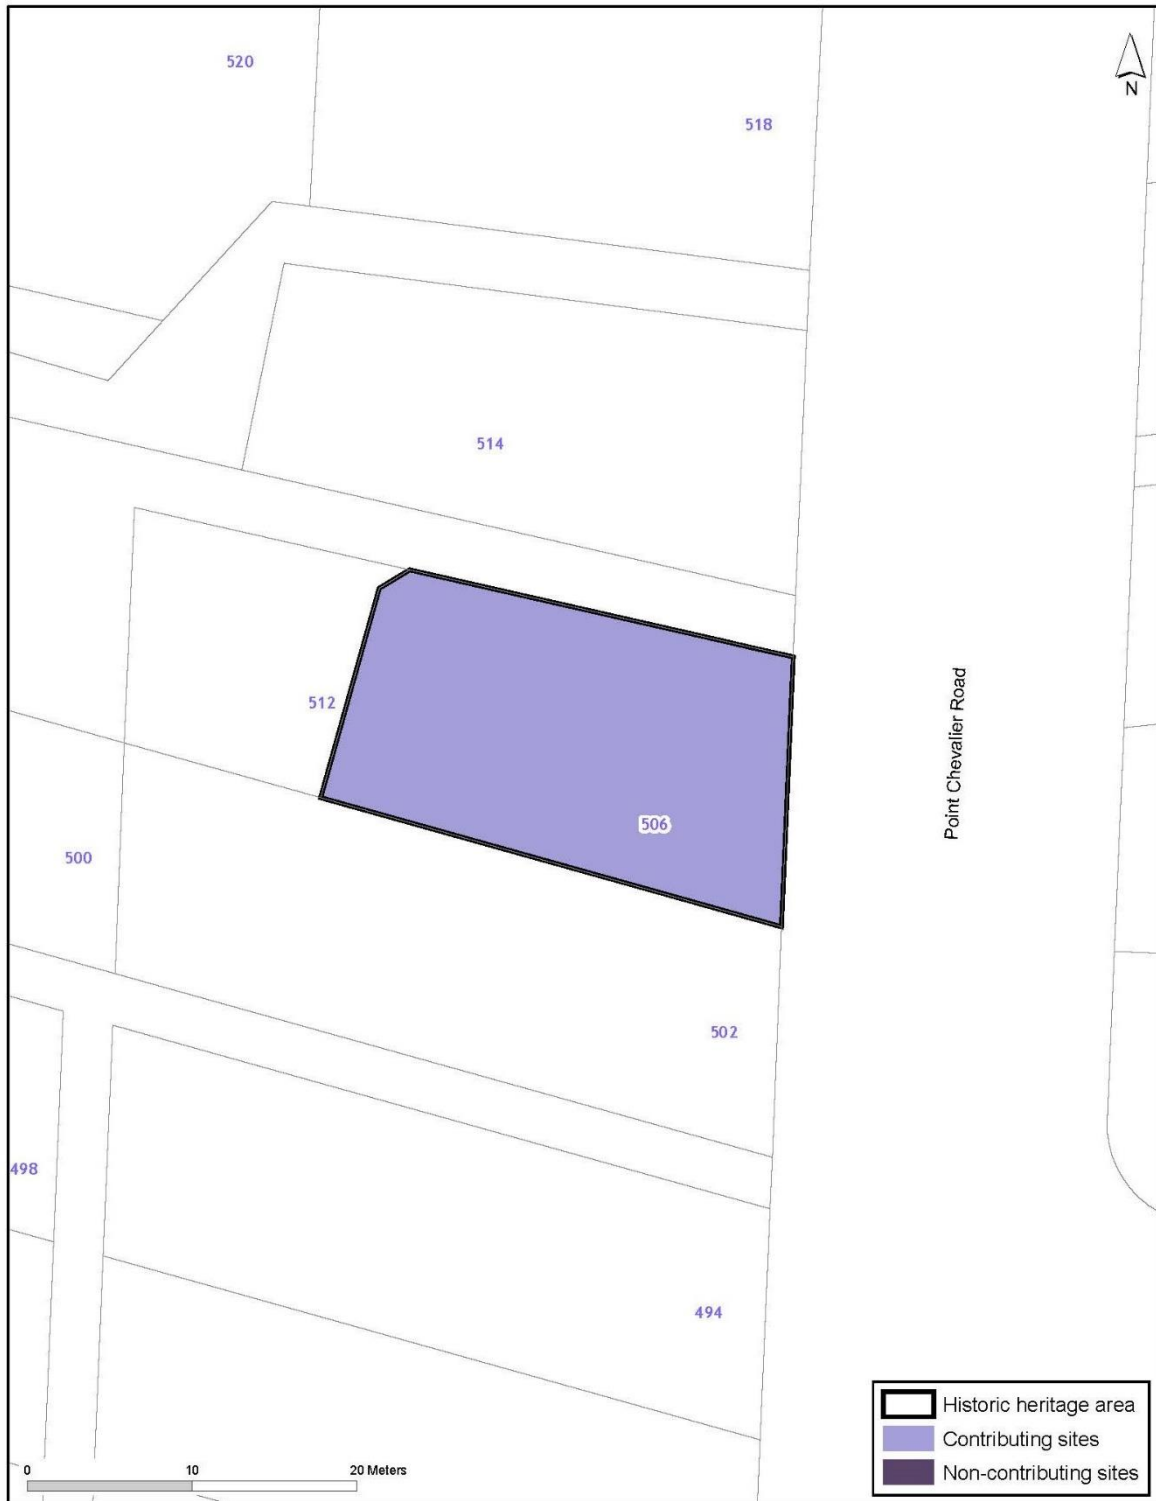 520
518
N
514
512
506
Point Chevalier Road
500
502
498
494
Historic heritage area
Contributing sites
Non-contributing sites
0 10 20 Meters